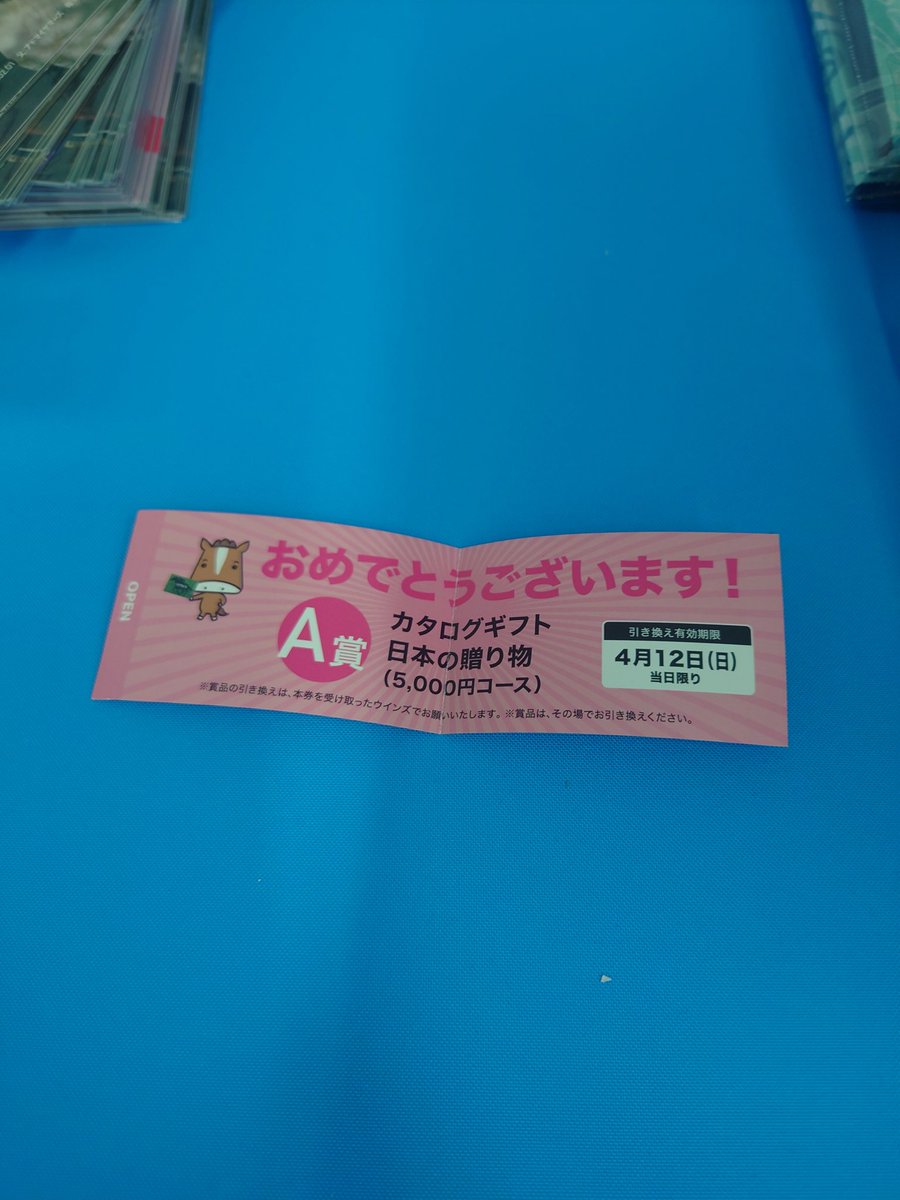 OPEN
おめでとうございます！
A賞
カタログギフト
日本の贈り物
(5,000円コース)
引き換え有効期限
4月12日(日)
当日限り
※賞品の引き換えは、本券を受け取ったウインズでお願いいたします。※賞品は、その場でお引き換えください。